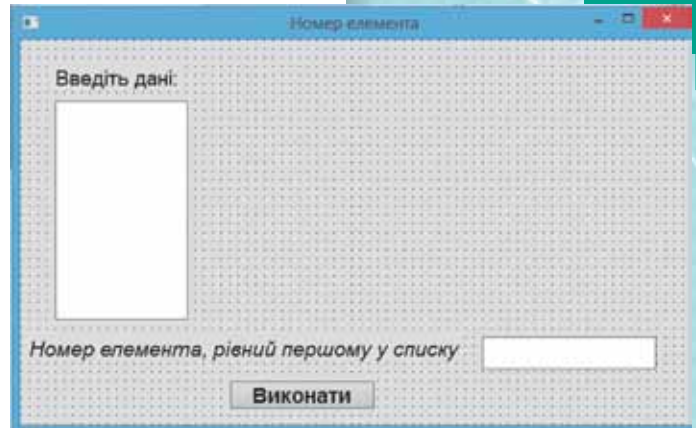 Номер елемента
Введіть дані:
Номер елемента, рівний першому у списку
Виконати